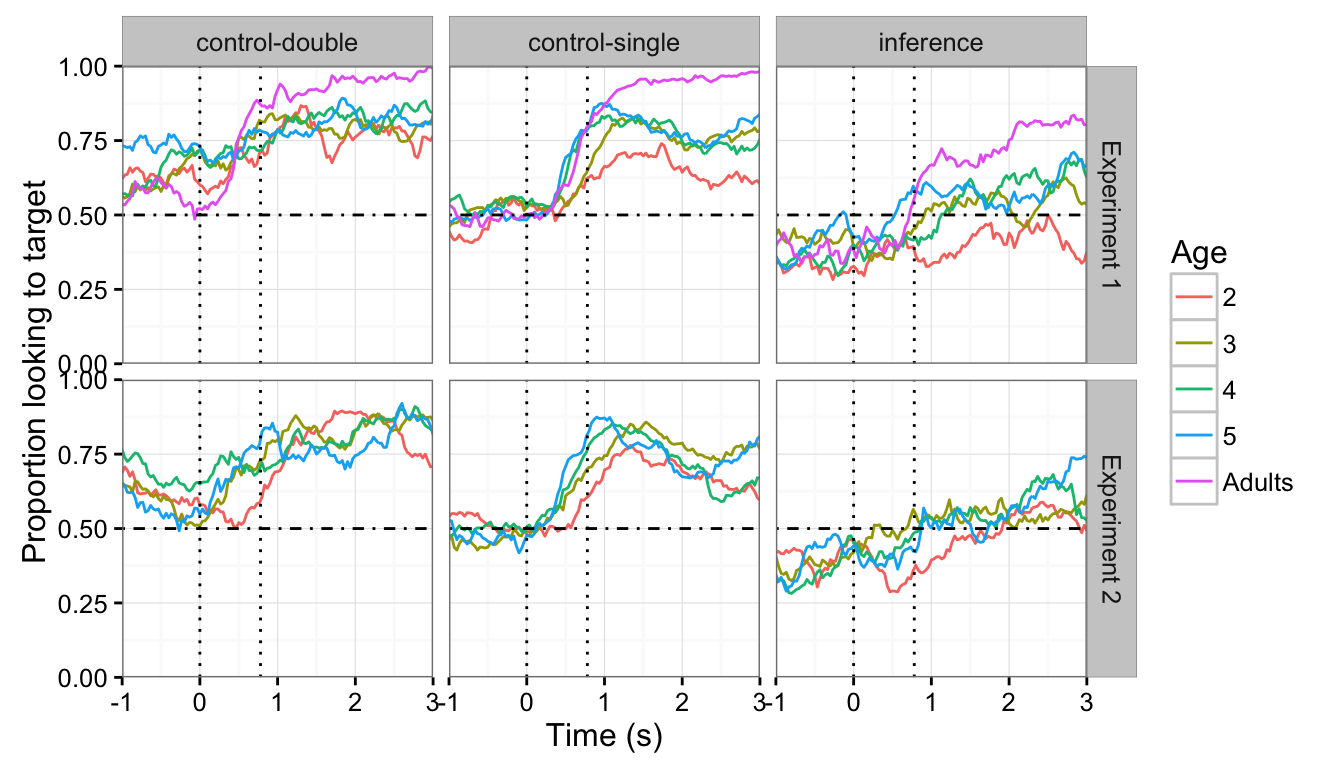 control-double control-single inference
1.00
0.75
0.50
0.25
0.00
Experiment 1
1.00
0.75
0.50
0.25
0.00
Experiment 2
-1 0 1 2 3 -1 0 1 2 3 -1 0 1 2 3
Time (s)
Proportion looking to target
Age
2
3
4
5
Adults